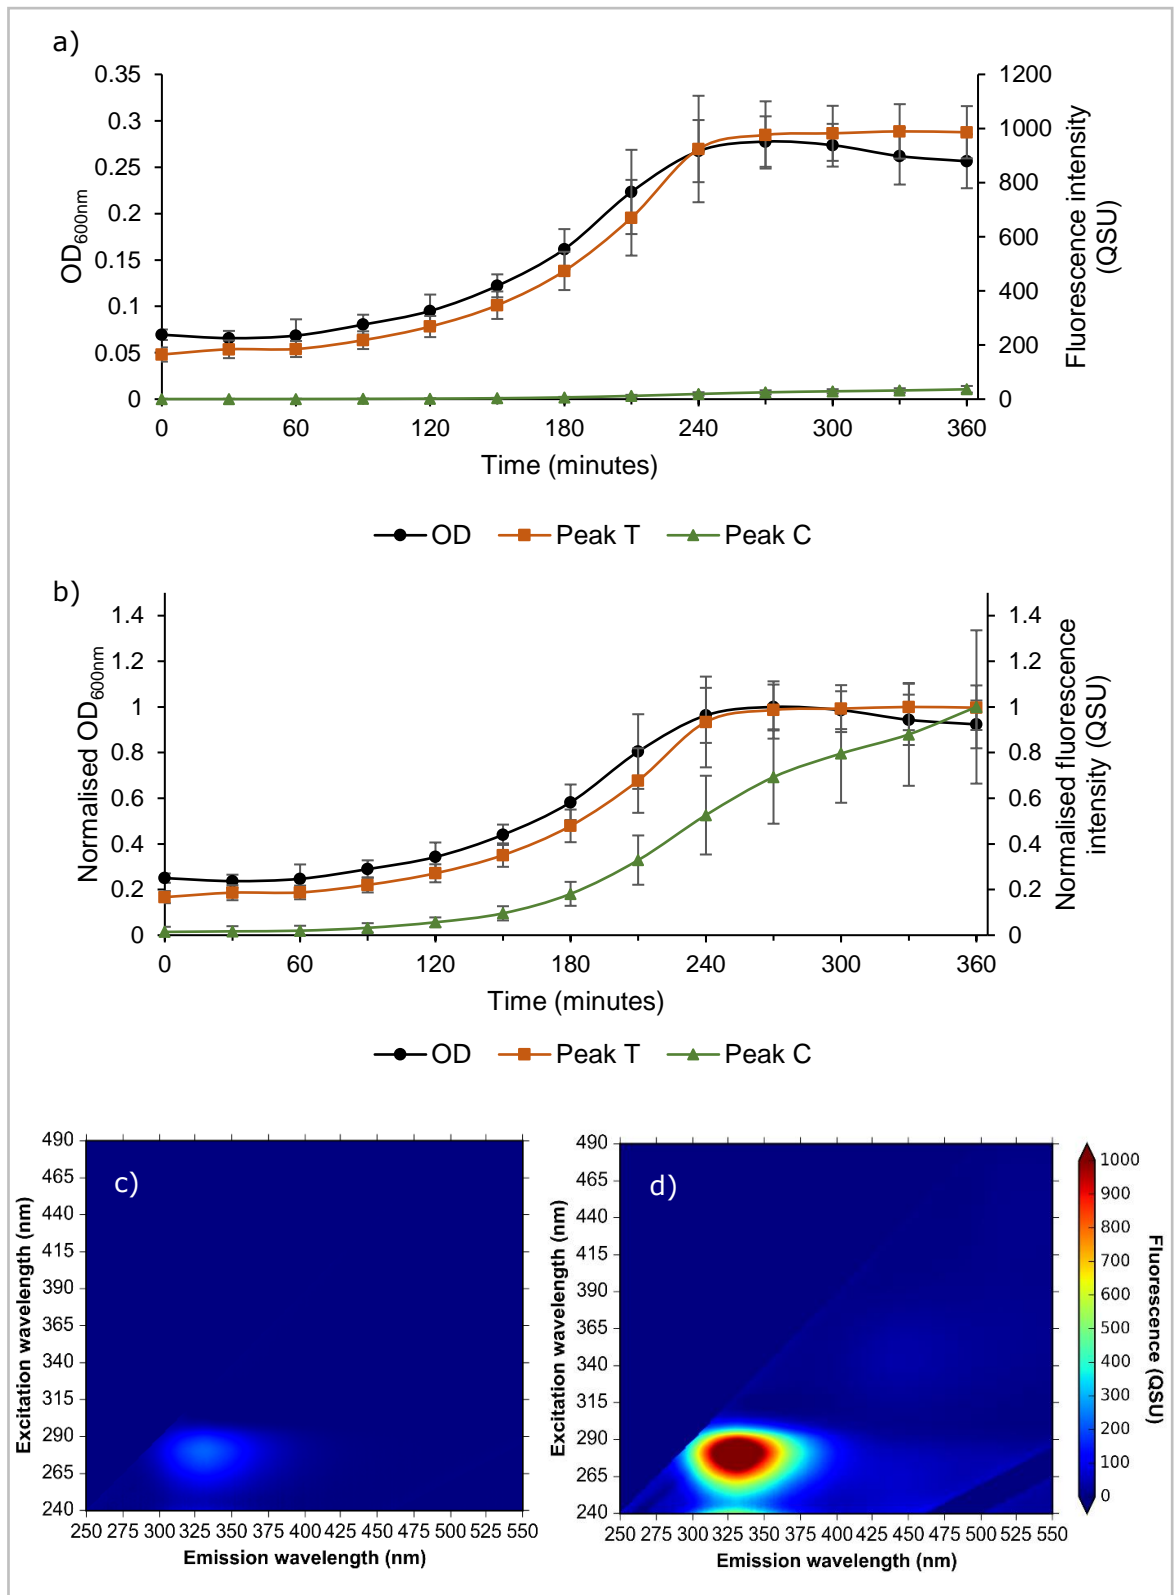 a)
0.35
0.3
0.25
0.2
0.15
0.1
0.05
0
OD600nm
1200
1000
800
600
400
200
0
Fluorescence intensity
(QSU)
0 60 120 180 240 300 360
Time (minutes)
OD Peak T Peak C
b)
1.4
1.2
1
0.8
0.6
0.4
0.2
0
Normalised OD600nm
1.4
1.2
1
0.8
0.6
0.4
0.2
0
Normalised fluorescence
intensity (QSU)
0 60 120 180 240 300 360
Time (minutes)
OD Peak T Peak C
c)
490
465
440
415
390
365
340
315
290
265
240
Excitation wavelength (nm)
250 275 300 325 350 375 400 425 450 475 500 525 550
Emission wavelength (nm)
d)
490
465
440
415
390
365
340
315
290
265
240
Excitation wavelength (nm)
250 275 300 325 350 375 400 425 450 475 500 525 550
Emission wavelength (nm)
1000
900
800
700
600
500
400
300
200
100
0
Fluorescence (QSU)